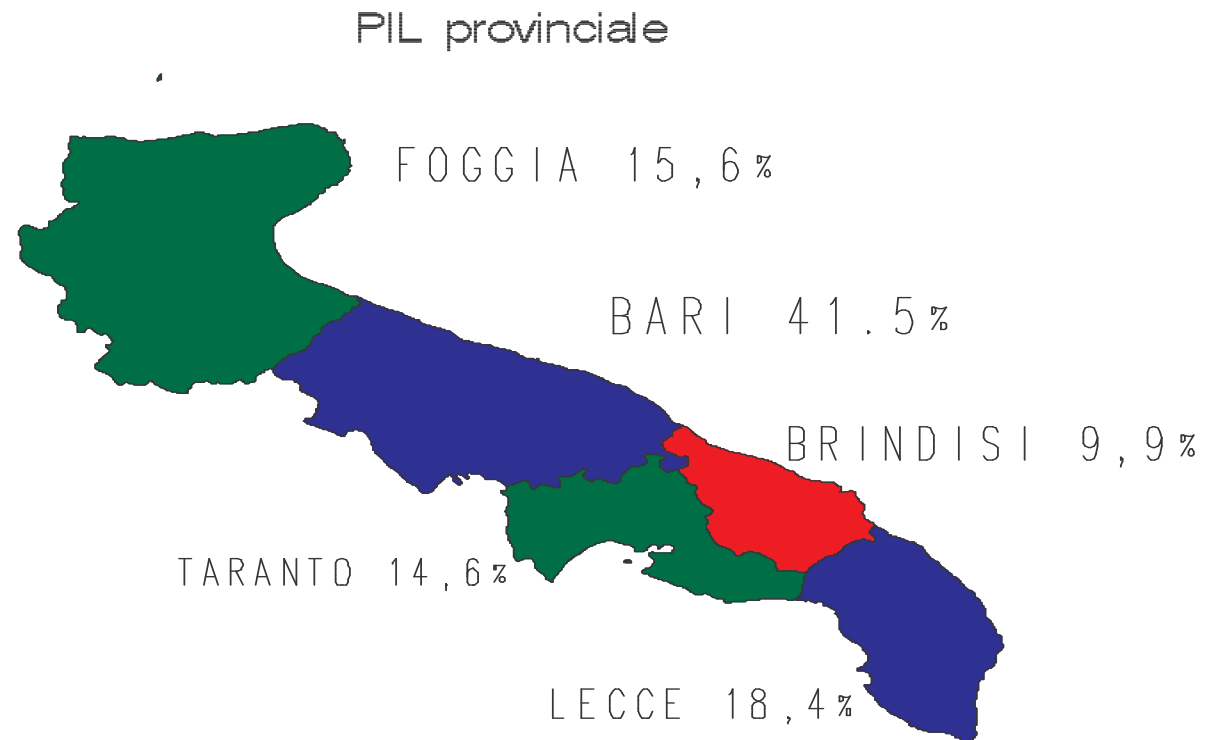 PIL provinciale
FOGGIA 15,6%
BARI 41.5%
BRINDISI 9,9%
TARANTO 14,6%
LECCE 18,4%